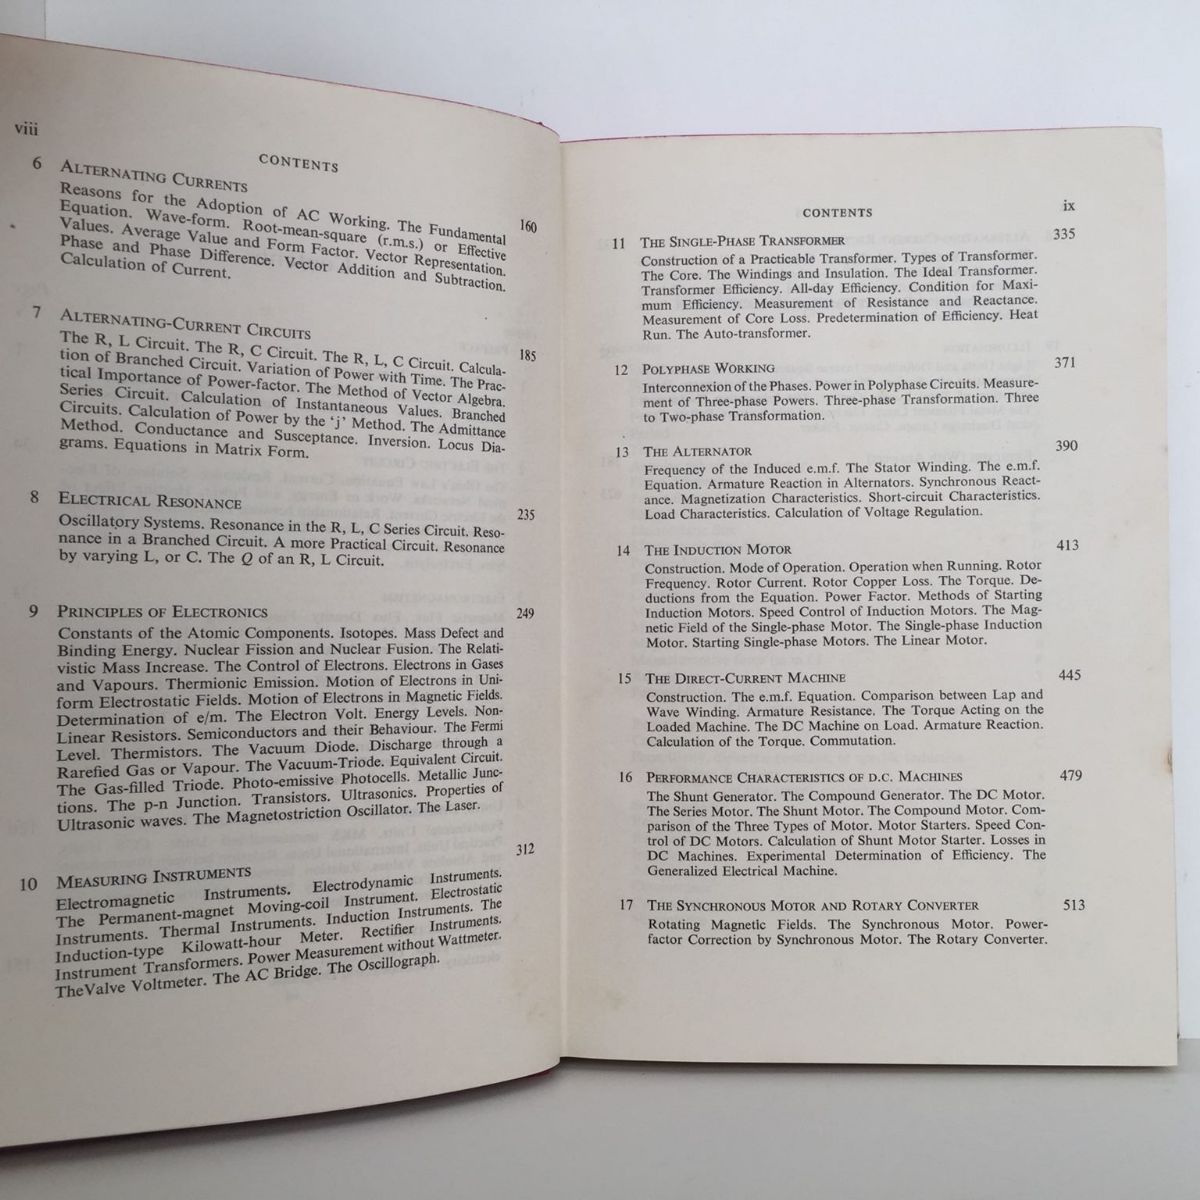 viii
CONTENTS
6 ALTERNATING CURRENTS
Reasons for the Adoption of AC Working. The Fundamental 160
Equation. Wave-form. Root-mean-square (r.m.s.) or Effective
Values. Average Value and Form Factor. Vector Representation.
Phase and Phase Difference. Vector Addition and Subtraction.
Calculation of Current.
7 ALTERNATING-CURRENT CIRCUITS
The R, L Circuit. The R, C Circuit. The R, L, C Circuit. Calcula- 185
tion of Branched Circuit. Variation of Power with Time. The Prac-
tical Importance of Power-factor. The Method of Vector Algebra.
Series Circuit. Calculation of Instantaneous Values. Branched
Circuits. Calculation of Power by the ‘j’ Method. The Admittance
Method. Conductance and Susceptance. Inversion. Locus Dia-
grams. Equations in Matrix Form.
8 ELECTRICAL RESONANCE 235
Oscillatory Systems. Resonance in the R, L, C Series Circuit. Reso-
nance in a Branched Circuit. A more Practical Circuit. Resonance
by varying L, or C. The Q of an R, L Circuit.
9 PRINCIPLES OF ELECTRONICS 249
Constants of the Atomic Components. Isotopes. Mass Defect and
Binding Energy. Nuclear Fission and Nuclear Fusion. The Relati-
vistic Mass Increase. The Control of Electrons. Electrons in Gases
and Vapours. Thermionic Emission. Motion of Electrons in Uni-
form Electrostatic Fields. Motion of Electrons in Magnetic Fields.
Determination of e/m. The Electron Volt. Energy Levels. Non-
Linear Resistors. Semiconductors and their Behaviour. The Fermi
Level. Thermistors. The Vacuum Diode. Discharge through a
Rarefied Gas or Vapour. The Vacuum-Triode. Equivalent Circuit.
The Gas-filled Triode. Photo-emissive Photocells. Metallic Junc-
tions. The p-n Junction. Transistors. Ultrasonics. Properties of
Ultrasonic waves. The Magnetostriction Oscillator. The Laser.
10 MEASURING INSTRUMENTS 312
Electromagnetic Instruments. Electrodynamic Instruments.
The Permanent-magnet Moving-coil Instrument. Electrostatic
Instruments. Thermal Instruments. Induction Instruments. The
Induction-type Kilowatt-hour Meter. Rectifier Instruments.
Instrument Transformers. Power Measurement without Wattmeter.
TheValve Voltmeter. The AC Bridge. The Oscillograph.
CONTENTS ix
11 THE SINGLE-PHASE TRANSFORMER 335
Construction of a Practicable Transformer. Types of Transformer.
The Core. The Windings and Insulation. The Ideal Transformer.
Transformer Efficiency. All-day Efficiency. Condition for Maxi-
mum Efficiency. Measurement of Resistance and Reactance.
Measurement of Core Loss. Predetermination of Efficiency. Heat
Run. The Auto-transformer.
12 POLYPHASE WORKING 371
Interconnexion of the Phases. Power in Polyphase Circuits. Measure-
ment of Three-phase Powers. Three-phase Transformation. Three
to Two-phase Transformation.
13 THE ALTERNATOR 390
Frequency of the Induced e.m.f. The Stator Winding. The e.m.f.
Equation. Armature Reaction in Alternators. Synchronous React-
ance. Magnetization Characteristics. Short-circuit Characteristics.
Load Characteristics. Calculation of Voltage Regulation.
14 THE INDUCTION MOTOR 413
Construction. Mode of Operation. Operation when Running. Rotor
Frequency. Rotor Current. Rotor Copper Loss. The Torque. De-
ductions from the Equation. Power Factor. Methods of Starting
Induction Motors. Speed Control of Induction Motors. The Mag-
netic Field of the Single-phase Motor. The Single-phase Induction
Motor. Starting Single-phase Motors. The Linear Motor.
15 THE DIRECT-CURRENT MACHINE 445
Construction. The e.m.f. Equation. Comparison between Lap and
Wave Winding. Armature Resistance. The Torque Acting on the
Loaded Machine. The DC Machine on Load. Armature Reaction.
Calculation of the Torque. Commutation.
16 PERFORMANCE CHARACTERISTICS OF D.C. MACHINES 479
The Shunt Generator. The Compound Generator. The DC Motor.
The Series Motor. The Shunt Motor. The Compound Motor. Com-
parison of the Three Types of Motor. Motor Starters. Speed Con-
trol of DC Motors. Calculation of Shunt Motor Starter. Losses in
DC Machines. Experimental Determination of Efficiency. The
Generalized Electrical Machine.
17 THE SYNCHRONOUS MOTOR AND ROTARY CONVERTER 513
Rotating Magnetic Fields. The Synchronous Motor. Power-
factor Correction by Synchronous Motor. The Rotary Converter.